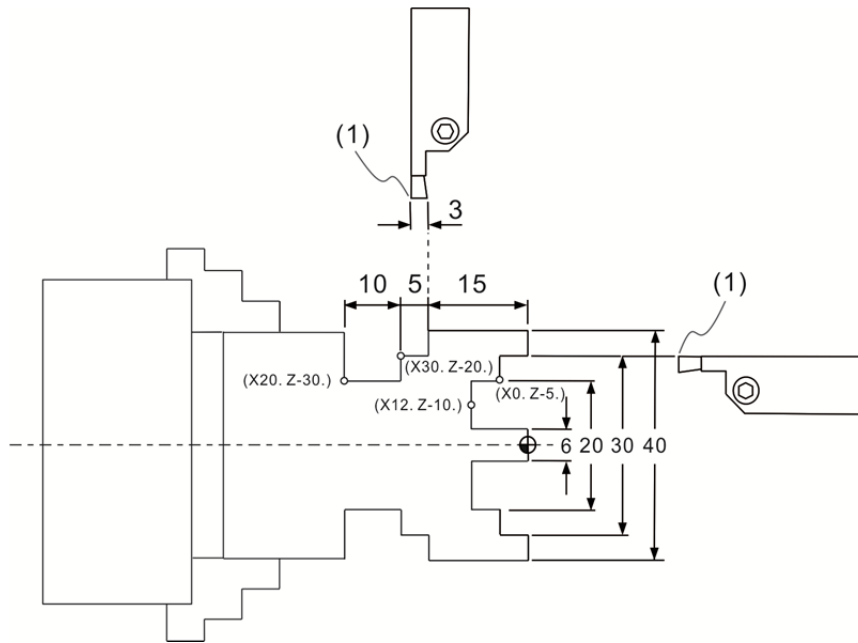 (1)
3
10 5 15
(1)
(X30. Z-20.)
(X20. Z-30.)
(X0. Z-5.)
(X12. Z-10.)
6 20 30 40